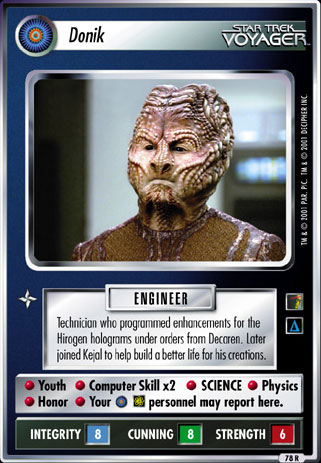 Donik
STAR TREK
VOYAGER
TM & © 2001 PAR. PIC. TM & © 2001 DECIPHER INC.
ENGINEER
Technician who programmed enhancements for the
Hirogen holograms under orders from Decaren. Later
joined Kejal to help build a better life for his creations.
Youth Computer Skill x2 SCIENCE Physics
Honor Your personnel may report here.
INTEGRITY 8 CUNNING 8 STRENGTH 6
78 R